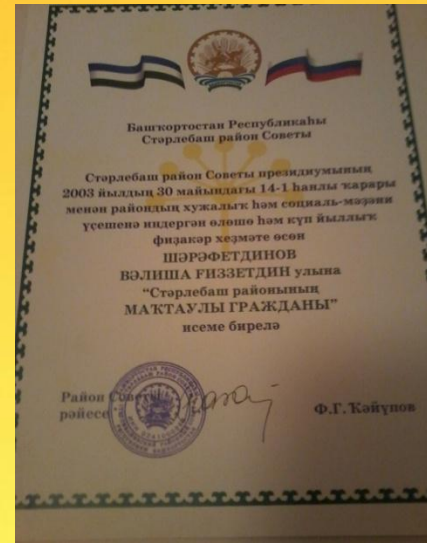 Башҡортостан Республикаһы
Стәрлебаш район Советы
Стәрлебаш район Советы президиумының
2003 йылдың 30 майындағы 14-1 һанлы ҡарары
менән райондың хужалыҡ һәм социаль-мәҙәни
үҫешенә индергән өлөшө һәм күп йыллыҡ
фиҙакәр хеҙмәте өсөн
ШӘРӘФЕТДИНОВ
ВӘЛИША ҒИЗЗЕТДИН улына
“Стәрлебаш районының
МАҠТАУЛЫ ГРАЖДАНЫ”
исеме бирелә
Район Советы
рәйесе
Ф.Г. Ҡәйүпов